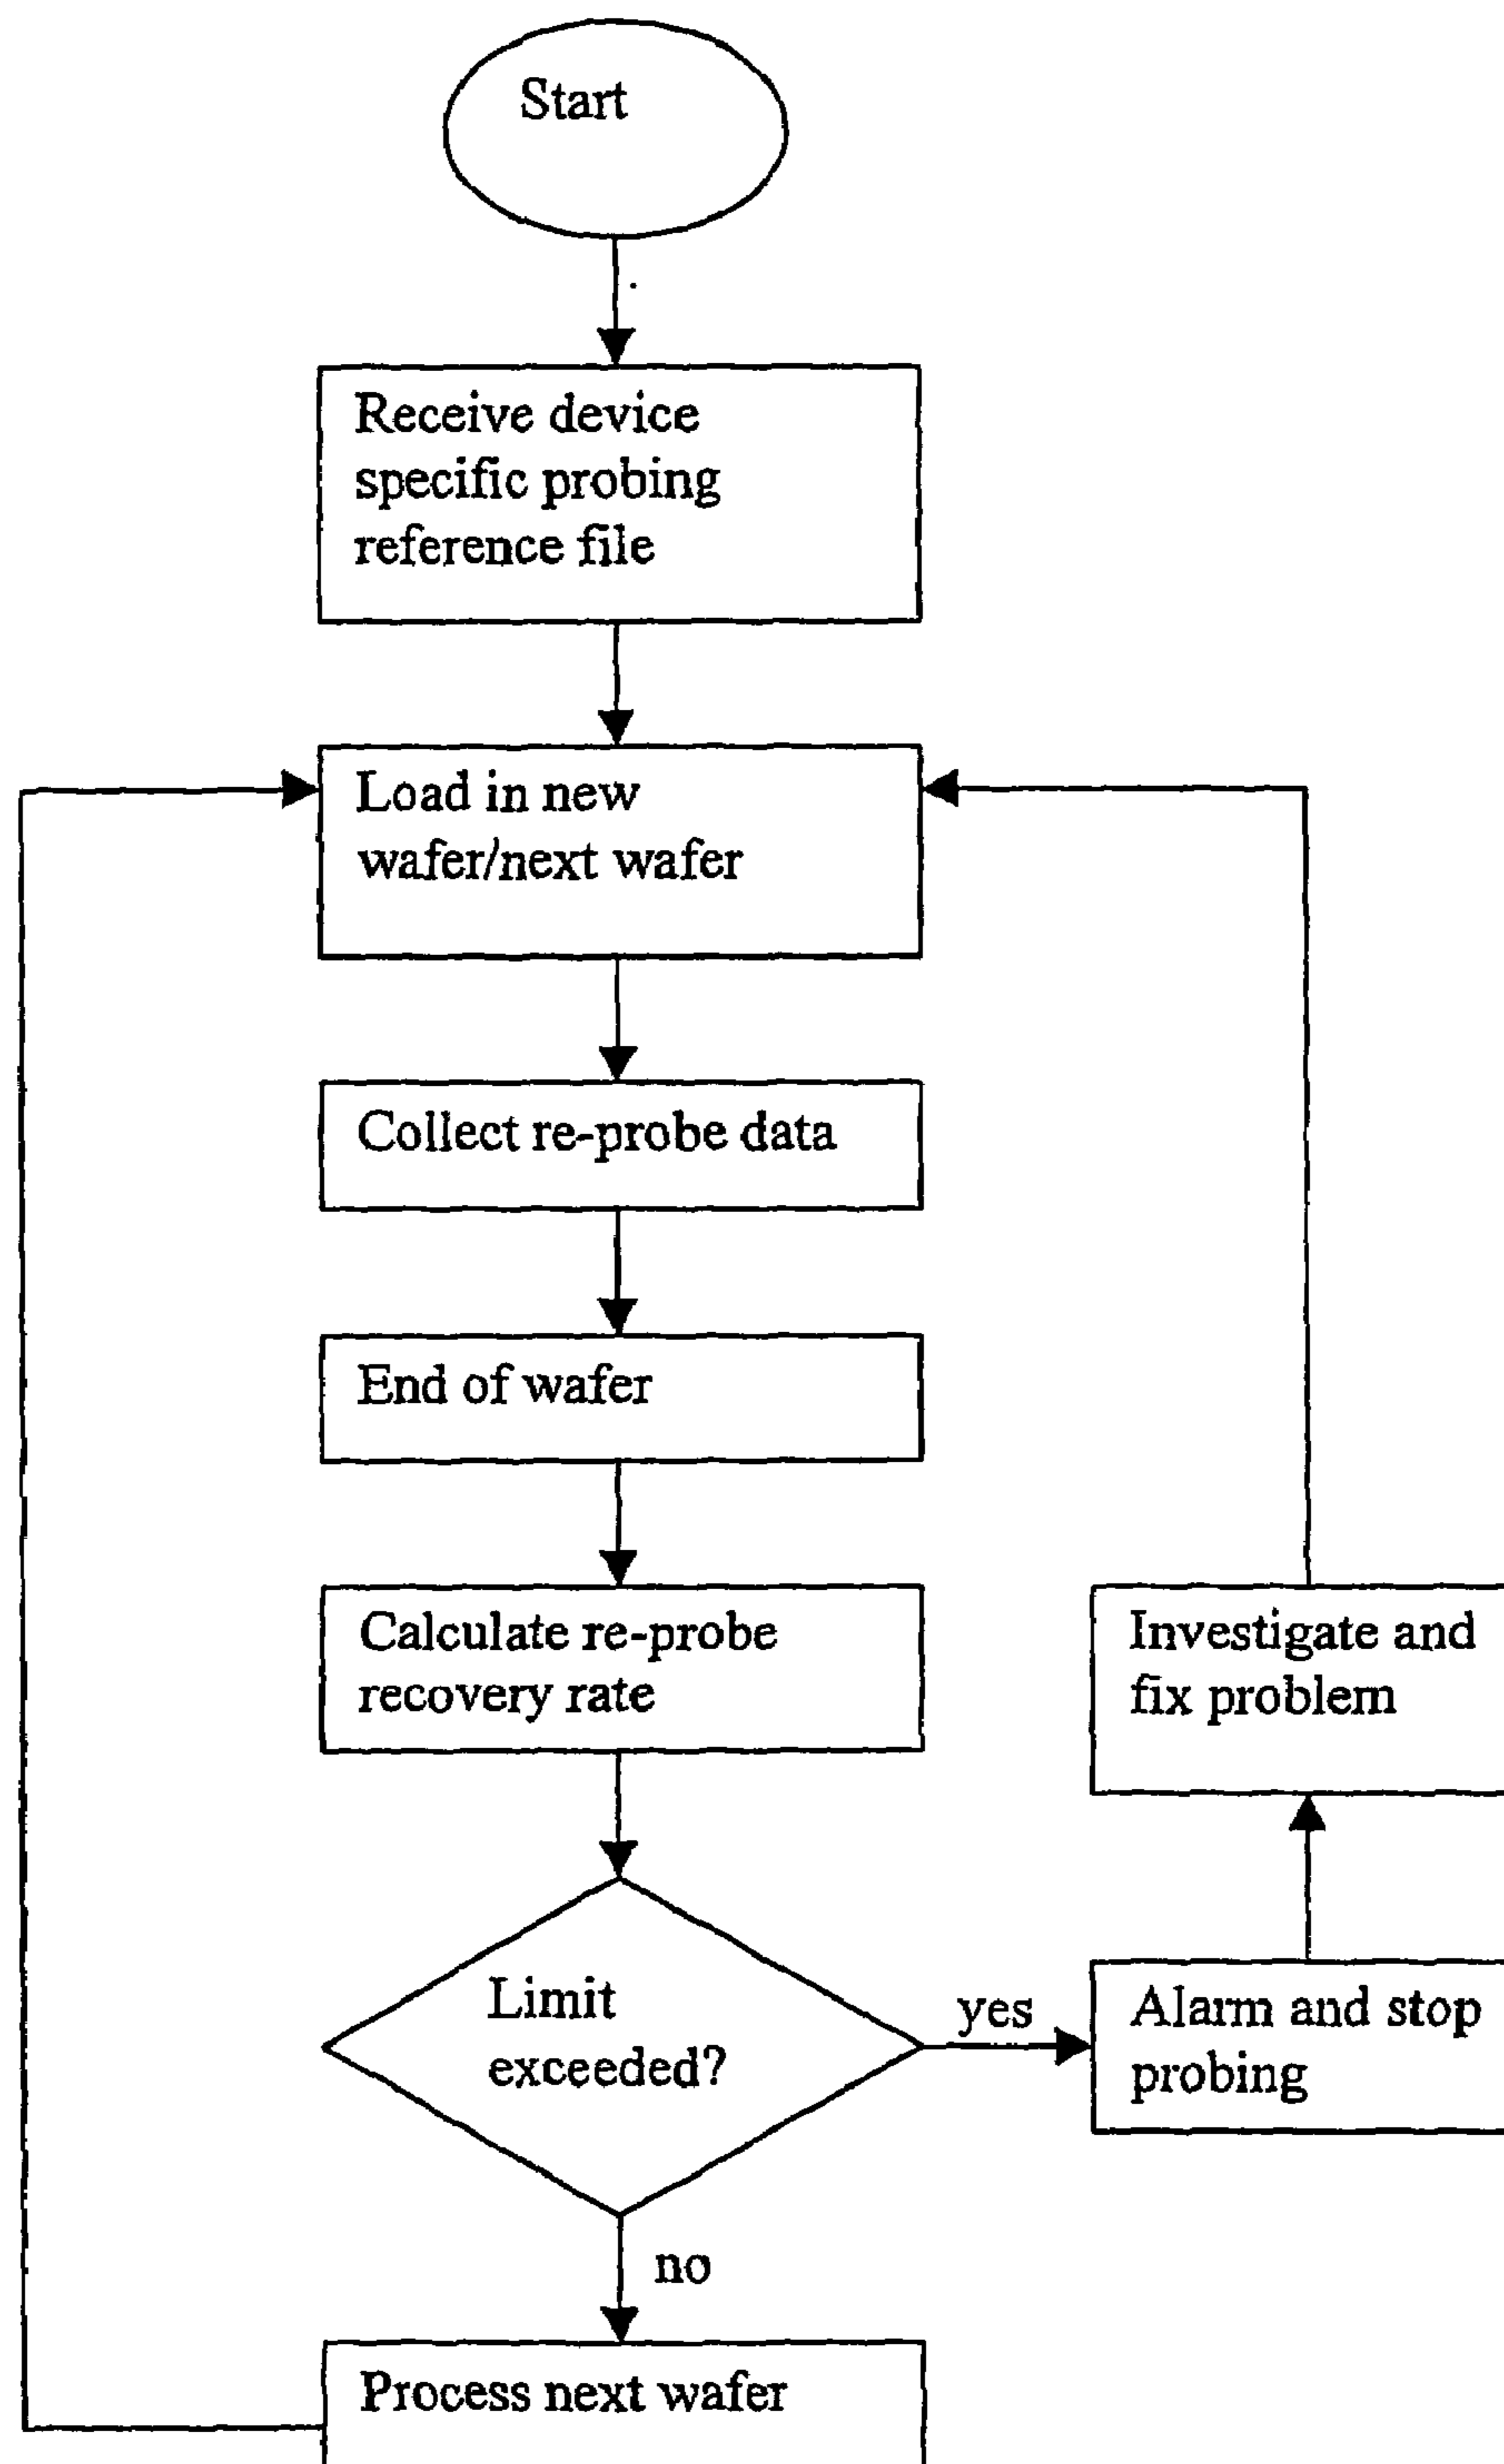 Start
Receive device
specific probing
reference file
Load in new
wafer/next wafer
Collect re-probe data
End of wafer
Calculate re-probe
recovery rate
Investigate and
fix problem
Limit
exceeded?
yes
Alarm and stop
probing
no
Process next wafer